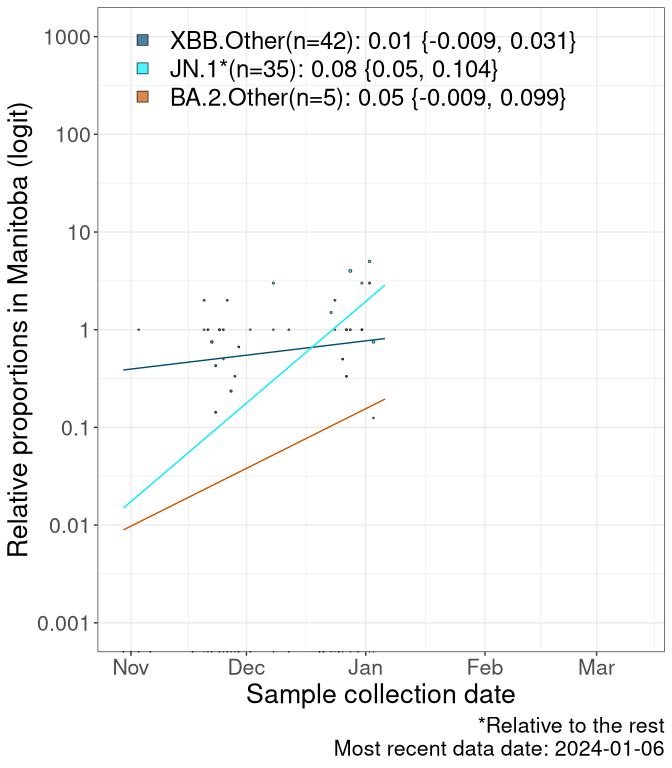 XBB.Other(n=42): 0.01 {-0.009, 0.031}
JN.1*(n=35): 0.08 {0.05, 0.104}
BA.2.Other(n=5): 0.05 {-0.009, 0.099}
Relative proportions in Manitoba (logit)
1000
100
10
1
0.1
0.01
0.001
Nov Dec Jan Feb Mar
Sample collection date
*Relative to the rest
Most recent data date: 2024-01-06